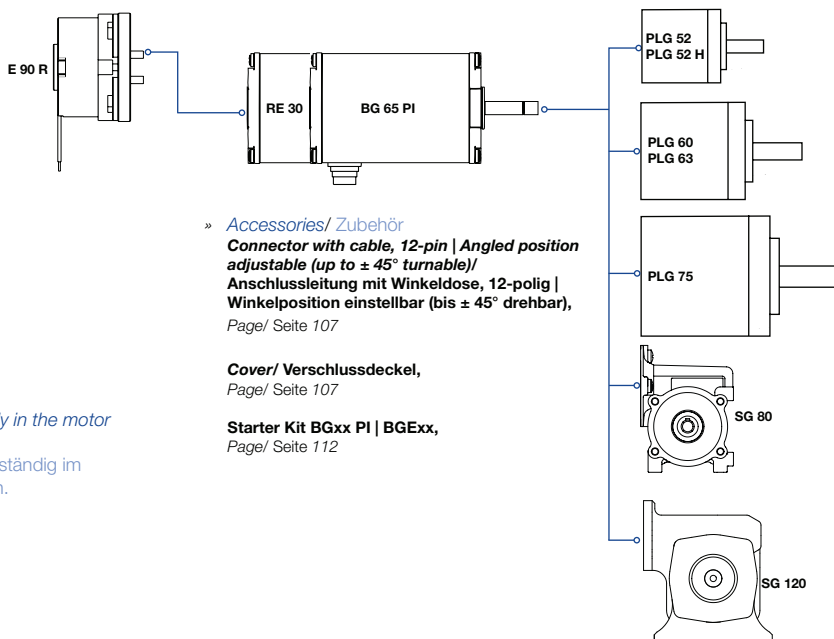 E 90 R
RE 30
BG 65 PI
PLG 52
PLG 52 H
PLG 60
PLG 63
PLG 75
SG 80
SG 120
» Accessories/ Zubehör
Connector with cable, 12-pin | Angled position
adjustable (up to ± 45° turnable)/
Anschlussleitung mit Winkeldose, 12-polig |
Winkelposition einstellbar (bis ± 45° drehbar),
Page/ Seite 107
Cover/ Verschlussdeckel,
Page/ Seite 107
Starter Kit BGxx PI | BGExx,
Page/ Seite 112
in the motor
ständig im